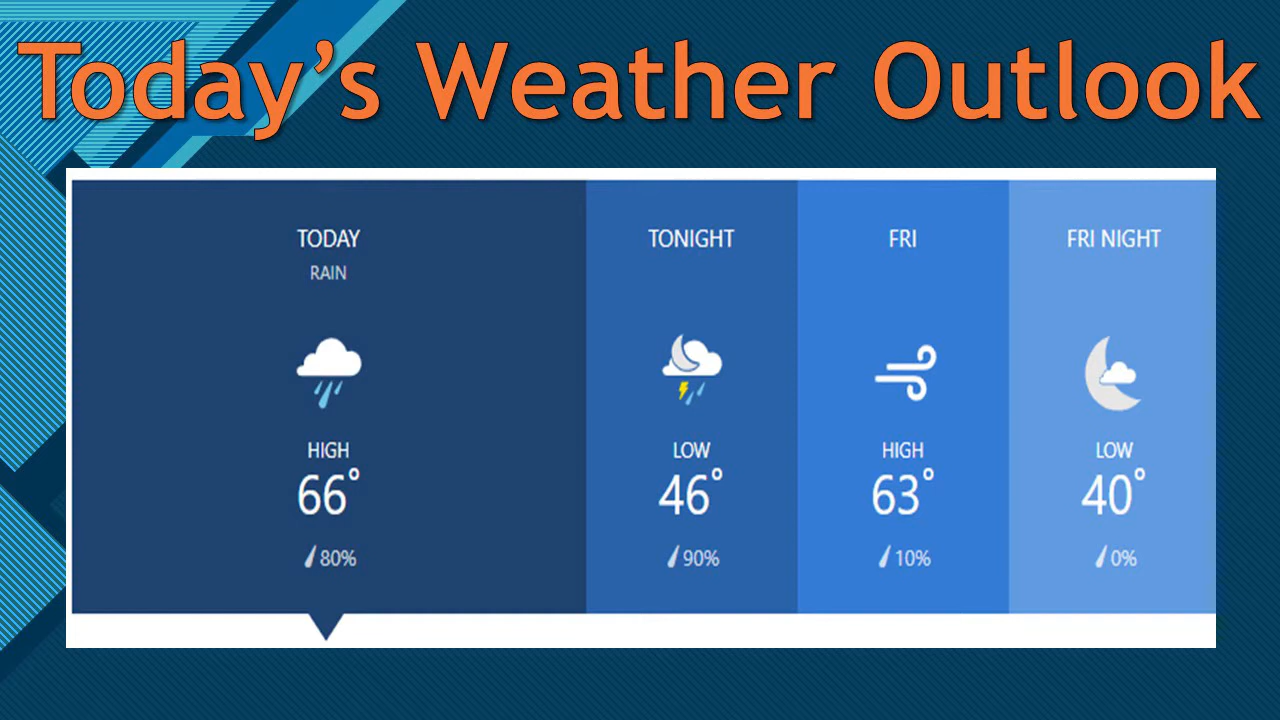 Today’s Weather Outlook
TODAY
RAIN
HIGH
66°
80%
TONIGHT
LOW
46°
90%
FRI
HIGH
63°
10%
FRI NIGHT
LOW
40°
0%